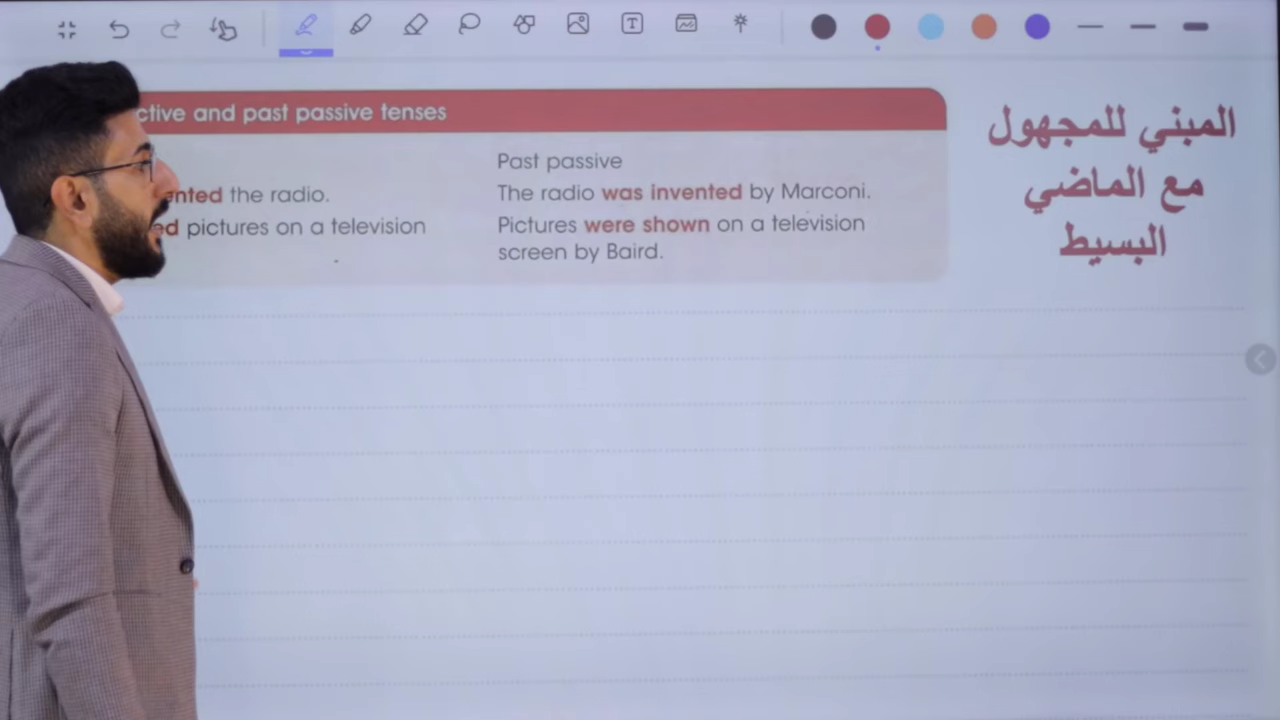 ctive and past passive tenses
Past passive
nted the radio.
The radio was invented by Marconi.
ed pictures on a television
Pictures were shown on a television
screen by Baird.
المبني للمجهول
مع الماضي
البسيط